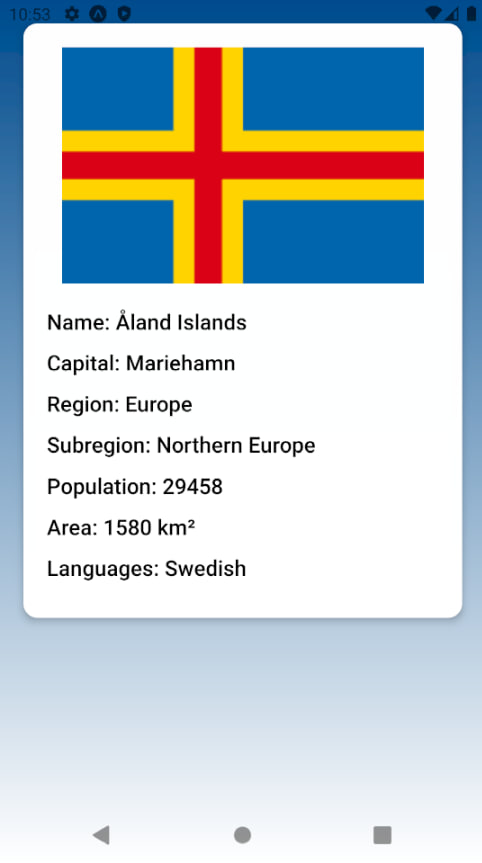 10:53
Name: Åland Islands
Capital: Mariehamn
Region: Europe
Subregion: Northern Europe
Population: 29458
Area: 1580 km²
Languages: Swedish